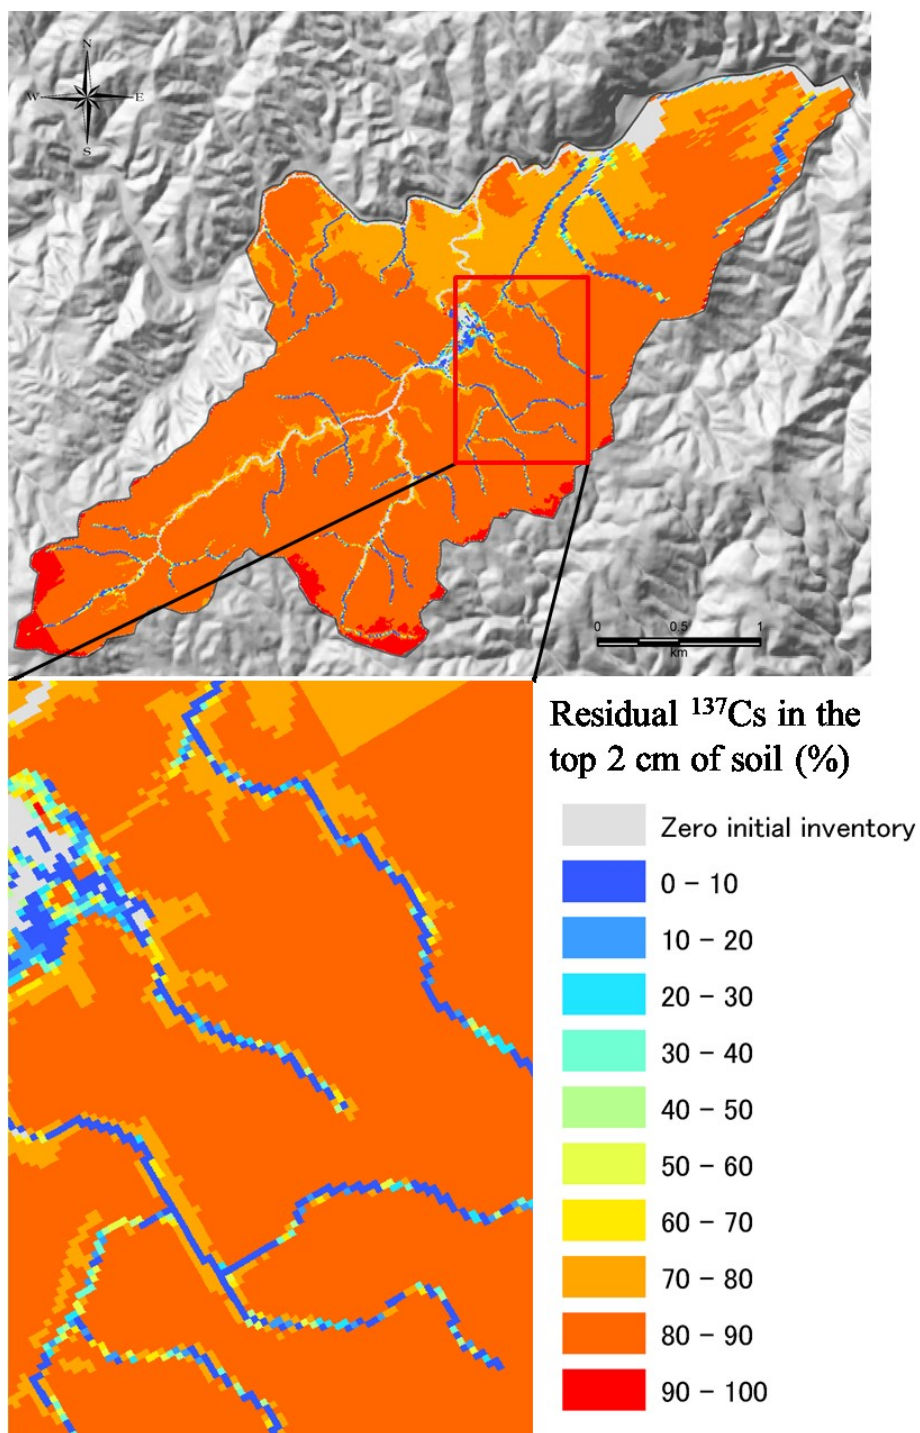 N
W E
S
0 0.5 1
km
Residual ¹³⁷Cs in the
top 2 cm of soil (%)
Zero initial inventory
0 – 10
10 – 20
20 – 30
30 – 40
40 – 50
50 – 60
60 – 70
70 – 80
80 – 90
90 – 100